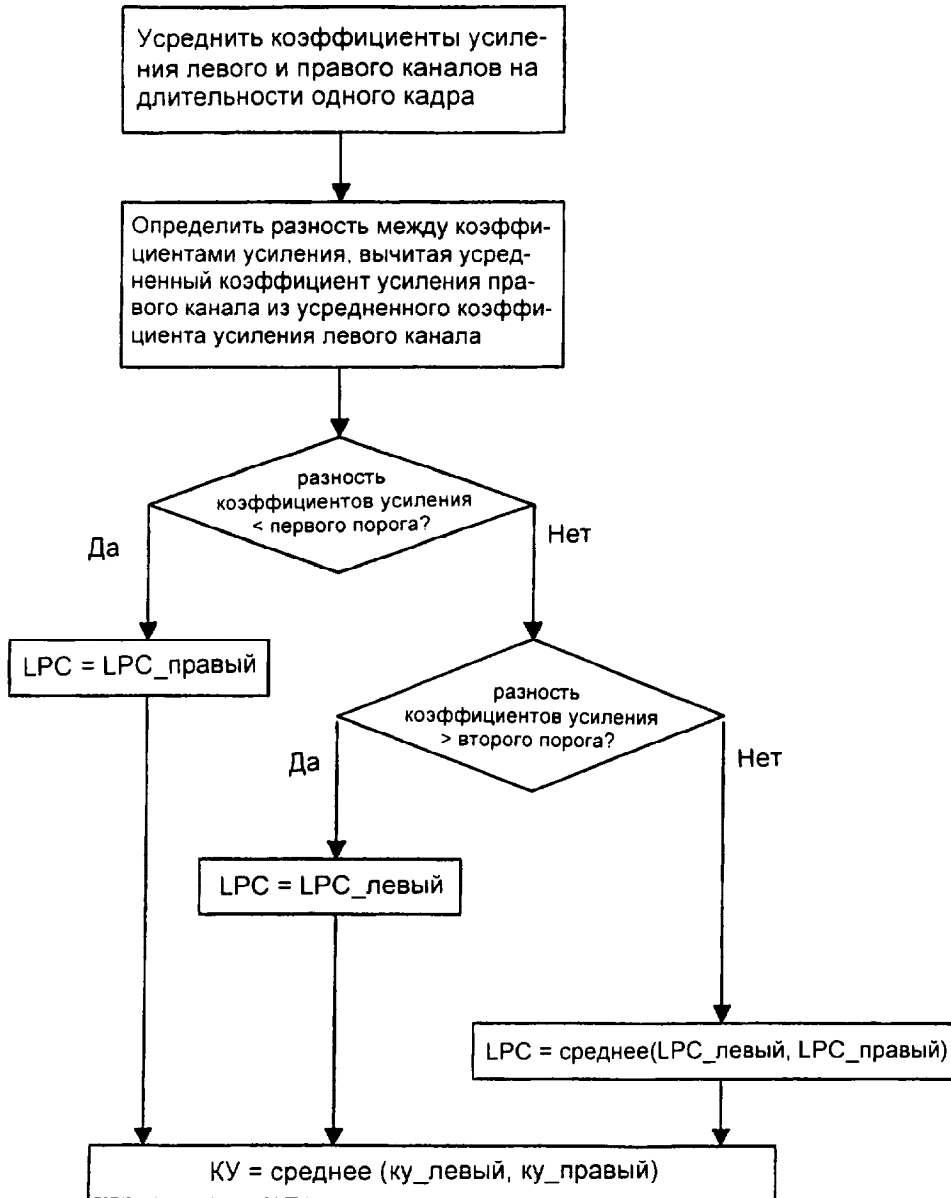 Усреднить коэффициенты усиле-
ния левого и правого каналов на
длительности одного кадра
Определить разность между коэффи-
циентами усиления, вычитая усред-
ненный коэффициент усиления пра-
вого канала из усредненного коэффи-
циента усиления левого канала
разность
коэффициентов усиления
< первого порога?
Да
Нет
LPC = LPC_правый
разность
коэффициентов усиления
> второго порога?
Да
Нет
LPC = LPC_левый
LPC = среднее(LPC_левый, LPC_правый)
КУ = среднее (ку_левый, ку_правый)